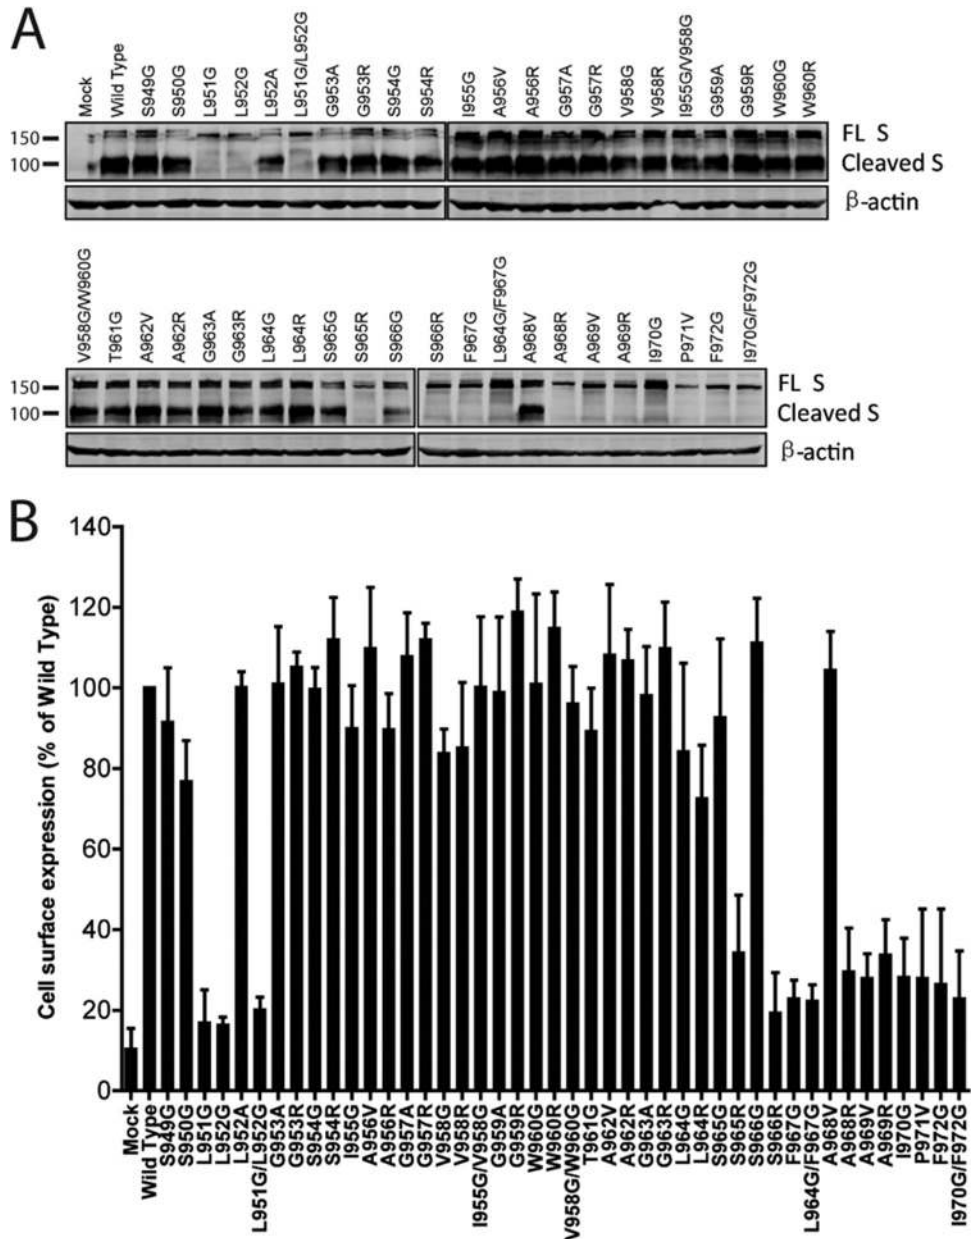 A
Mock Wild Type S949G S950G L951G L952G L952A L951G/L952G G953A G953R S954G S954R I955G A956V A956R G957A G957R V958G V958R I955G/V958G G959A G959R W960G W960R
150 FL S
100 Cleaved S
β-actin
V958G/W960G T961G A962V A962R G963A G963R L964G L964R S965G S965R S966G S966R F967G L964G/F967G A968V A968R A969V A969R I970G P971V F972G I970G/F972G
150 FL S
100 Cleaved S
β-actin
B
Cell surface expression (% of Wild Type)
140
120
100
80
60
40
20
0
Mock Wild Type S949G S950G L951G L952G L952A L951G/L952G G953A G953R S954G S954R I955G A956V A956R G957A G957R V958G V958R I955G/V958G G959A G959R W960G W960R V958G/W960G T961G A962V A962R G963A G963R L964G L964R S965G S965R S966G S966R F967G L964G/F967G A968V A968R A969V A969R I970G P971V F972G I970G/F972G